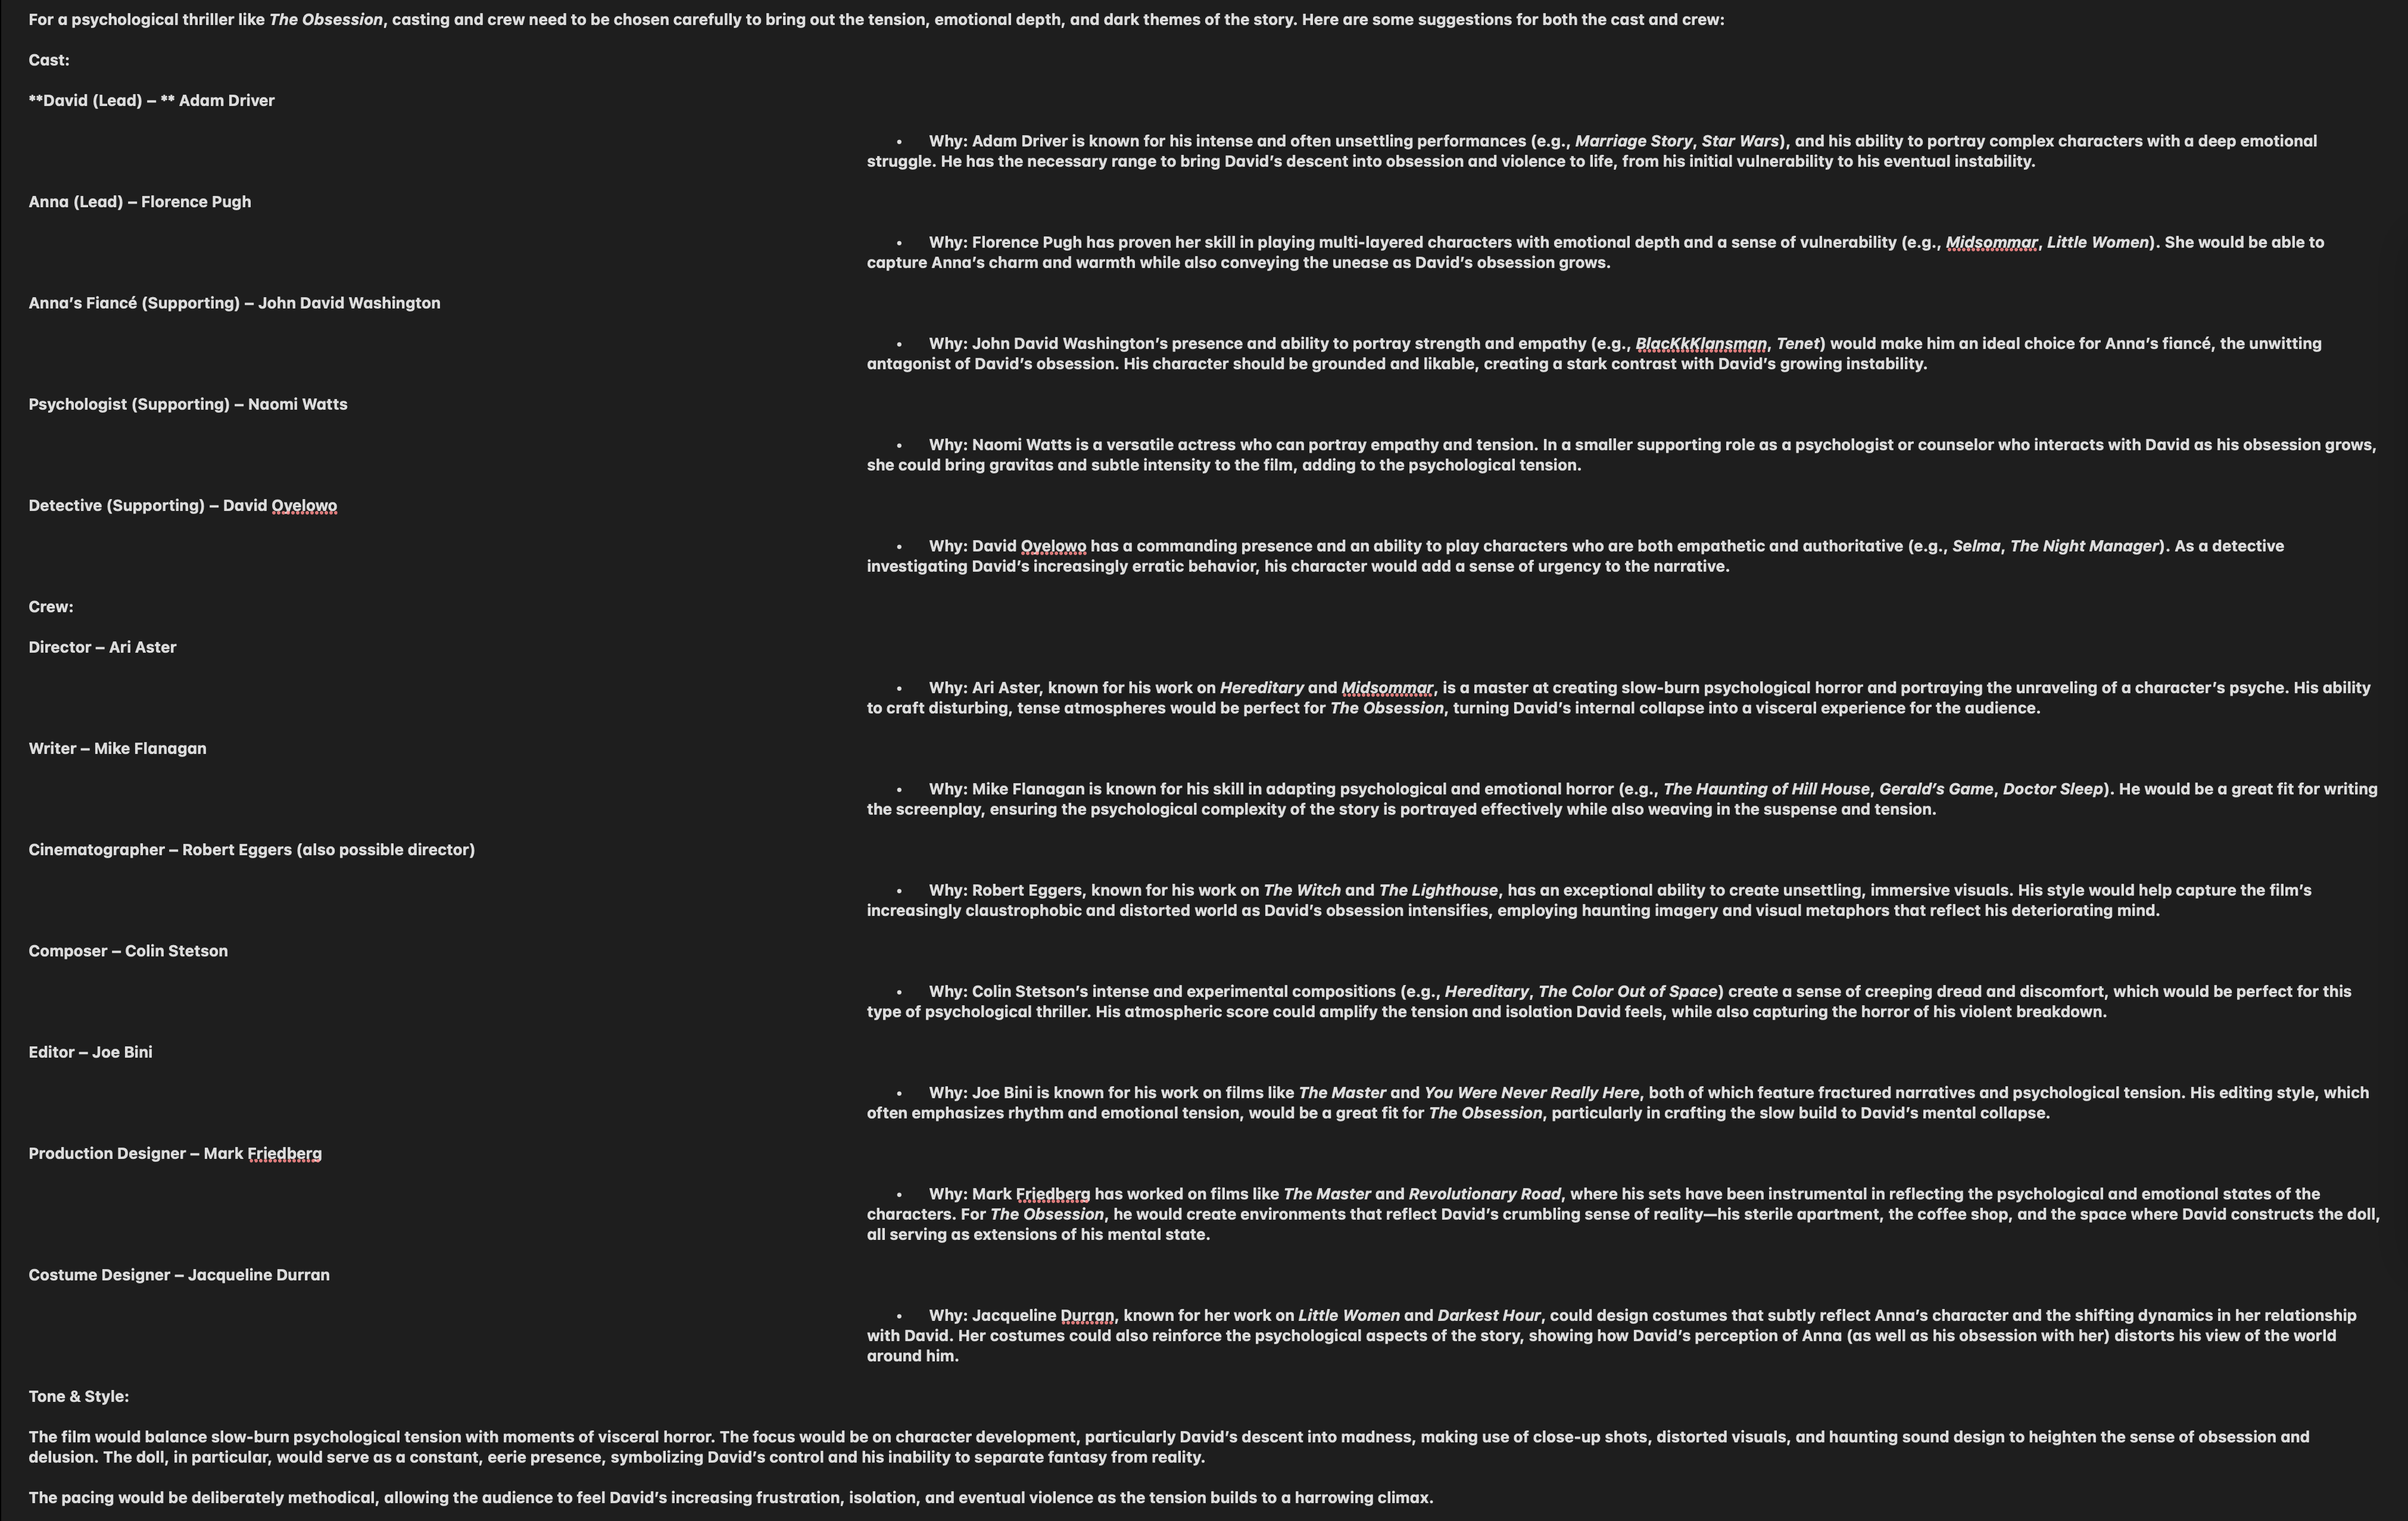 For a psychological thriller like The Obsession, casting and crew need to be chosen carefully to bring out the tension, emotional depth, and dark themes of the story. Here are some suggestions for both the cast and crew:
Cast:
**David (Lead) – ** Adam Driver
• Why: Adam Driver is known for his intense and often unsettling performances (e.g., Marriage Story, Star Wars), and his ability to portray complex characters with a deep emotional
struggle. He has the necessary range to bring David’s descent into obsession and violence to life, from his initial vulnerability to his eventual instability.
Anna (Lead) – Florence Pugh
• Why: Florence Pugh has proven her skill in playing multi-layered characters with emotional depth and a sense of vulnerability (e.g., Midsommar, Little Women). She would be able to
capture Anna’s charm and warmth while also conveying the unease as David’s obsession grows.
Anna’s Fiancé (Supporting) – John David Washington
• Why: John David Washington’s presence and ability to portray strength and empathy (e.g., BlacKkKlansman, Tenet) would make him an ideal choice for Anna’s fiancé, the unwitting
antagonist of David’s obsession. His character should be grounded and likable, creating a stark contrast with David’s growing instability.
Psychologist (Supporting) – Naomi Watts
• Why: Naomi Watts is a versatile actress who can portray empathy and tension. In a smaller supporting role as a psychologist or counselor who interacts with David as his obsession grows,
she could bring gravitas and subtle intensity to the film, adding to the psychological tension.
Detective (Supporting) – David Oyelowo
• Why: David Oyelowo has a commanding presence and an ability to play characters who are both empathetic and authoritative (e.g., Selma, The Night Manager). As a detective
investigating David’s increasingly erratic behavior, his character would add a sense of urgency to the narrative.
Crew:
Director – Ari Aster
• Why: Ari Aster, known for his work on Hereditary and Midsommar, is a master at creating slow-burn psychological horror and portraying the unraveling of a character’s psyche. His ability
to craft disturbing, tense atmospheres would be perfect for The Obsession, turning David’s internal collapse into a visceral experience for the audience.
Writer – Mike Flanagan
• Why: Mike Flanagan is known for his skill in adapting psychological and emotional horror (e.g., The Haunting of Hill House, Gerald’s Game, Doctor Sleep). He would be a great fit for writing
the screenplay, ensuring the psychological complexity of the story is portrayed effectively while also weaving in the suspense and tension.
Cinematographer – Robert Eggers (also possible director)
• Why: Robert Eggers, known for his work on The Witch and The Lighthouse, has an exceptional ability to create unsettling, immersive visuals. His style would help capture the film’s
increasingly claustrophobic and distorted world as David’s obsession intensifies, employing haunting imagery and visual metaphors that reflect his deteriorating mind.
Composer – Colin Stetson
• Why: Colin Stetson’s intense and experimental compositions (e.g., Hereditary, The Color Out of Space) create a sense of creeping dread and discomfort, which would be perfect for this
type of psychological thriller. His atmospheric score could amplify the tension and isolation David feels, while also capturing the horror of his violent breakdown.
Editor – Joe Bini
• Why: Joe Bini is known for his work on films like The Master and You Were Never Really Here, both of which feature fractured narratives and psychological tension. His editing style, which
often emphasizes rhythm and emotional tension, would be a great fit for The Obsession, particularly in crafting the slow build to David’s mental collapse.
Production Designer – Mark Friedberg
• Why: Mark Friedberg has worked on films like The Master and Revolutionary Road, where his sets have been instrumental in reflecting the psychological and emotional states of the
characters. For The Obsession, he would create environments that reflect David’s crumbling sense of reality—his sterile apartment, the coffee shop, and the space where David constructs the doll,
all serving as extensions of his mental state.
Costume Designer – Jacqueline Durran
• Why: Jacqueline Durran, known for her work on Little Women and Darkest Hour, could design costumes that subtly reflect Anna’s character and the shifting dynamics in her relationship
with David. Her costumes could also reinforce the psychological aspects of the story, showing how David’s perception of Anna (as well as his obsession with her) distorts his view of the world
around him.
Tone & Style:
The film would balance slow-burn psychological tension with moments of visceral horror. The focus would be on character development, particularly David’s descent into madness, making use of close-up shots, distorted visuals, and haunting sound design to heighten the sense of obsession and
delusion. The doll, in particular, would serve as a constant, eerie presence, symbolizing David’s control and his inability to separate fantasy from reality.
The pacing would be deliberately methodical, allowing the audience to feel David’s increasing frustration, isolation, and eventual violence as the tension builds to a harrowing climax.